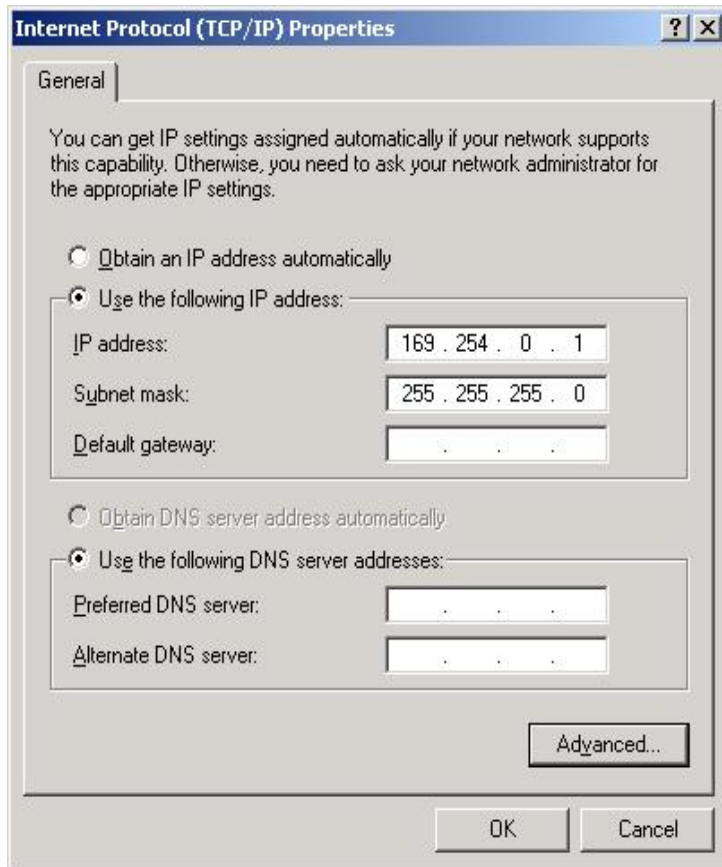 Internet Protocol (TCP/IP) Properties
General
You can get IP settings assigned automatically if your network supports
this capability. Otherwise, you need to ask your network administrator for
the appropriate IP settings.
Obtain an IP address automatically
Use the following IP address:
IP address: 169 . 254 . 0 . 1
Subnet mask: 255 . 255 . 255 . 0
Default gateway: . . .
Obtain DNS server address automatically
Use the following DNS server addresses:
Preferred DNS server: . . .
Alternate DNS server: . . .
Advanced...
OK Cancel